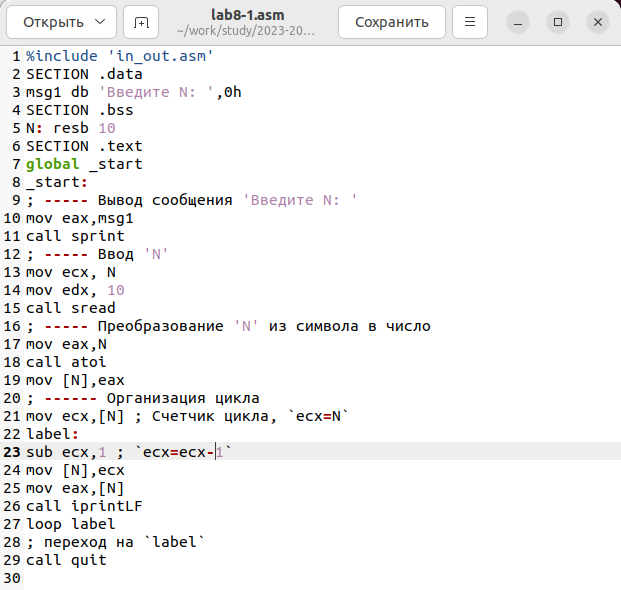 Открыть
lab8-1.asm
~/work/study/2023-20...
Сохранить
1 %include 'in_out.asm'
2 SECTION .data
3 msg1 db 'Введите N: ',0h
4 SECTION .bss
5 N: resb 10
6 SECTION .text
7 global _start
8 _start:
9 ; ----- Вывод сообщения 'Введите N: '
10 mov eax,msg1
11 call sprint
12 ; ----- Ввод 'N'
13 mov ecx, N
14 mov edx, 10
15 call sread
16 ; ----- Преобразование 'N' из символа в число
17 mov eax,N
18 call atoi
19 mov [N],eax
20 ; ------ Организация цикла
21 mov ecx,[N] ; Счетчик цикла, `ecx=N`
22 label:
23 sub ecx,1 ; `ecx=ecx-1`
24 mov [N],ecx
25 mov eax,[N]
26 call iprintLF
27 loop label
28 ; переход на `label`
29 call quit
30